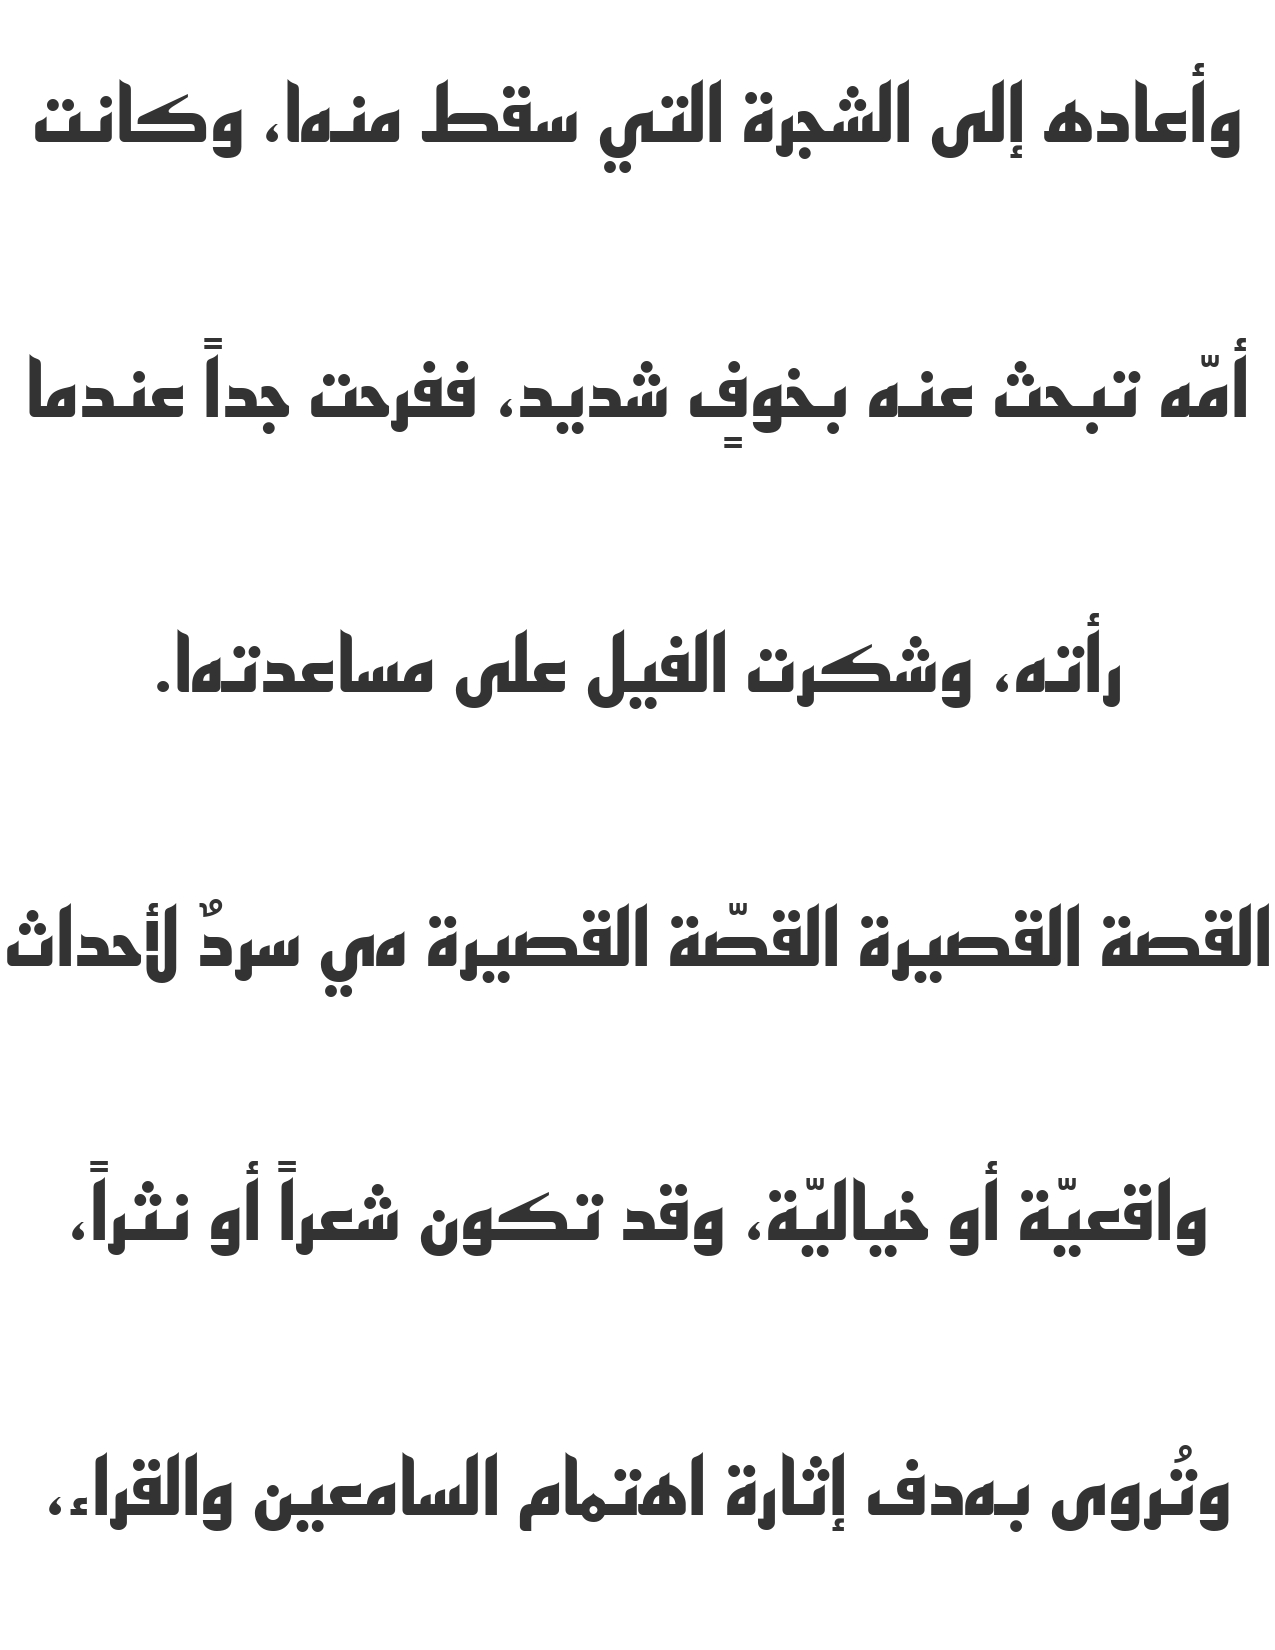 وأعاده إلى الشجرة التي سقط منها، وكانت
أمّه تبحث عنه بخوفٍ شديد، ففرحت جداً عندما
رأته، وشكرت الفيل على مساعدتها.
القصة القصيرة القصّة القصيرة هي سردٌ لأحداث
واقعيّة أو خياليّة، وقد تكون شعراً أو نثراً،
وتُروى بهدف إثارة اهتمام السامعين والقراء،